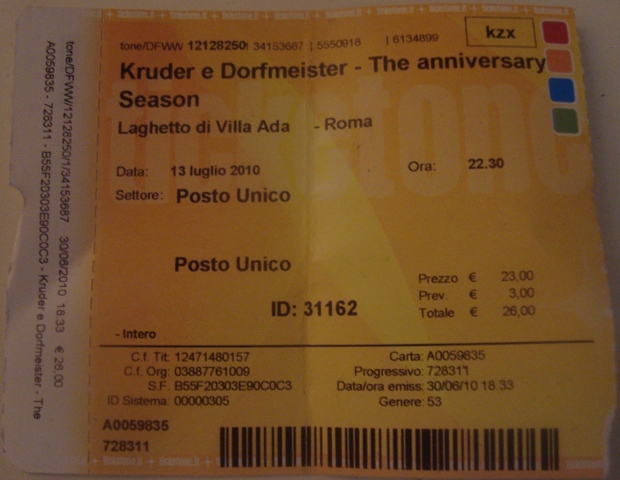 tone/DFWW 12128250 1 34153687 | 5550918 | 6134899
kzx
Kruder e Dorfmeister - The anniversary
Season
Laghetto di Villa Ada - Roma
Data: 13 luglio 2010 Ora: 22.30
Settore: Posto Unico
Posto Unico
Prezzo € 23,00
Prev. € 3,00
ID: 31162
Totale € 26,00
- Intero
C.f. Tit: 12471480157 Carta: A0059835
C.f. Org: 03887761009 Progressivo: 728311
S.F. B55F20303E90C0C3 Data/ora emiss: 30/06/10 18.33
ID Sistema: 00000305 Genere: 53
A0059835
728311
tone/DFWW/12128250/1/34153687 30/06/2010 18.33 € 26,00
A0059835 - 728311 - B55F20303E90C0C3 - Kruder e Dorfmeister - The
ticketone